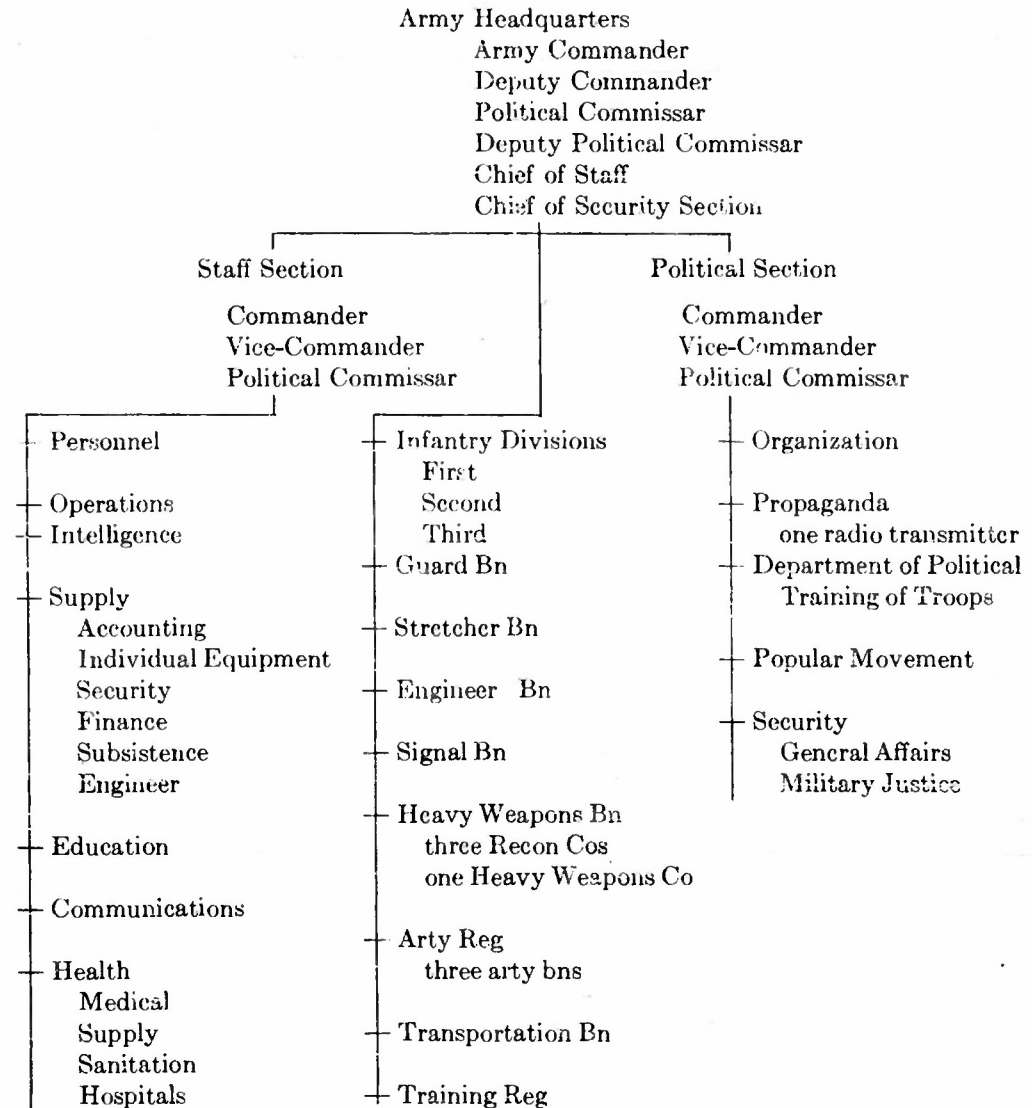 Army Headquarters
Army Commander
Deputy Commander
Political Commissar
Deputy Political Commissar
Chief of Staff
Chief of Security Section
Staff Section
Commander
Vice-Commander
Political Commissar
Personnel
Operations
Intelligence
Supply
Accounting
Individual Equipment
Security
Finance
Subsistence
Engineer
Education
Communications
Health
Medical
Supply
Sanitation
Hospitals
Infantry Divisions
First
Second
Third
Guard Bn
Stretcher Bn
Engineer Bn
Signal Bn
Heavy Weapons Bn
three Recon Cos
one Heavy Weapons Co
Arty Reg
three arty bns
Transportation Bn
Training Reg
Political Section
Commander
Vice-Commander
Political Commissar
Organization
Propaganda
one radio transmitter
Department of Political
Training of Troops
Popular Movement
Security
General Affairs
Military Justice